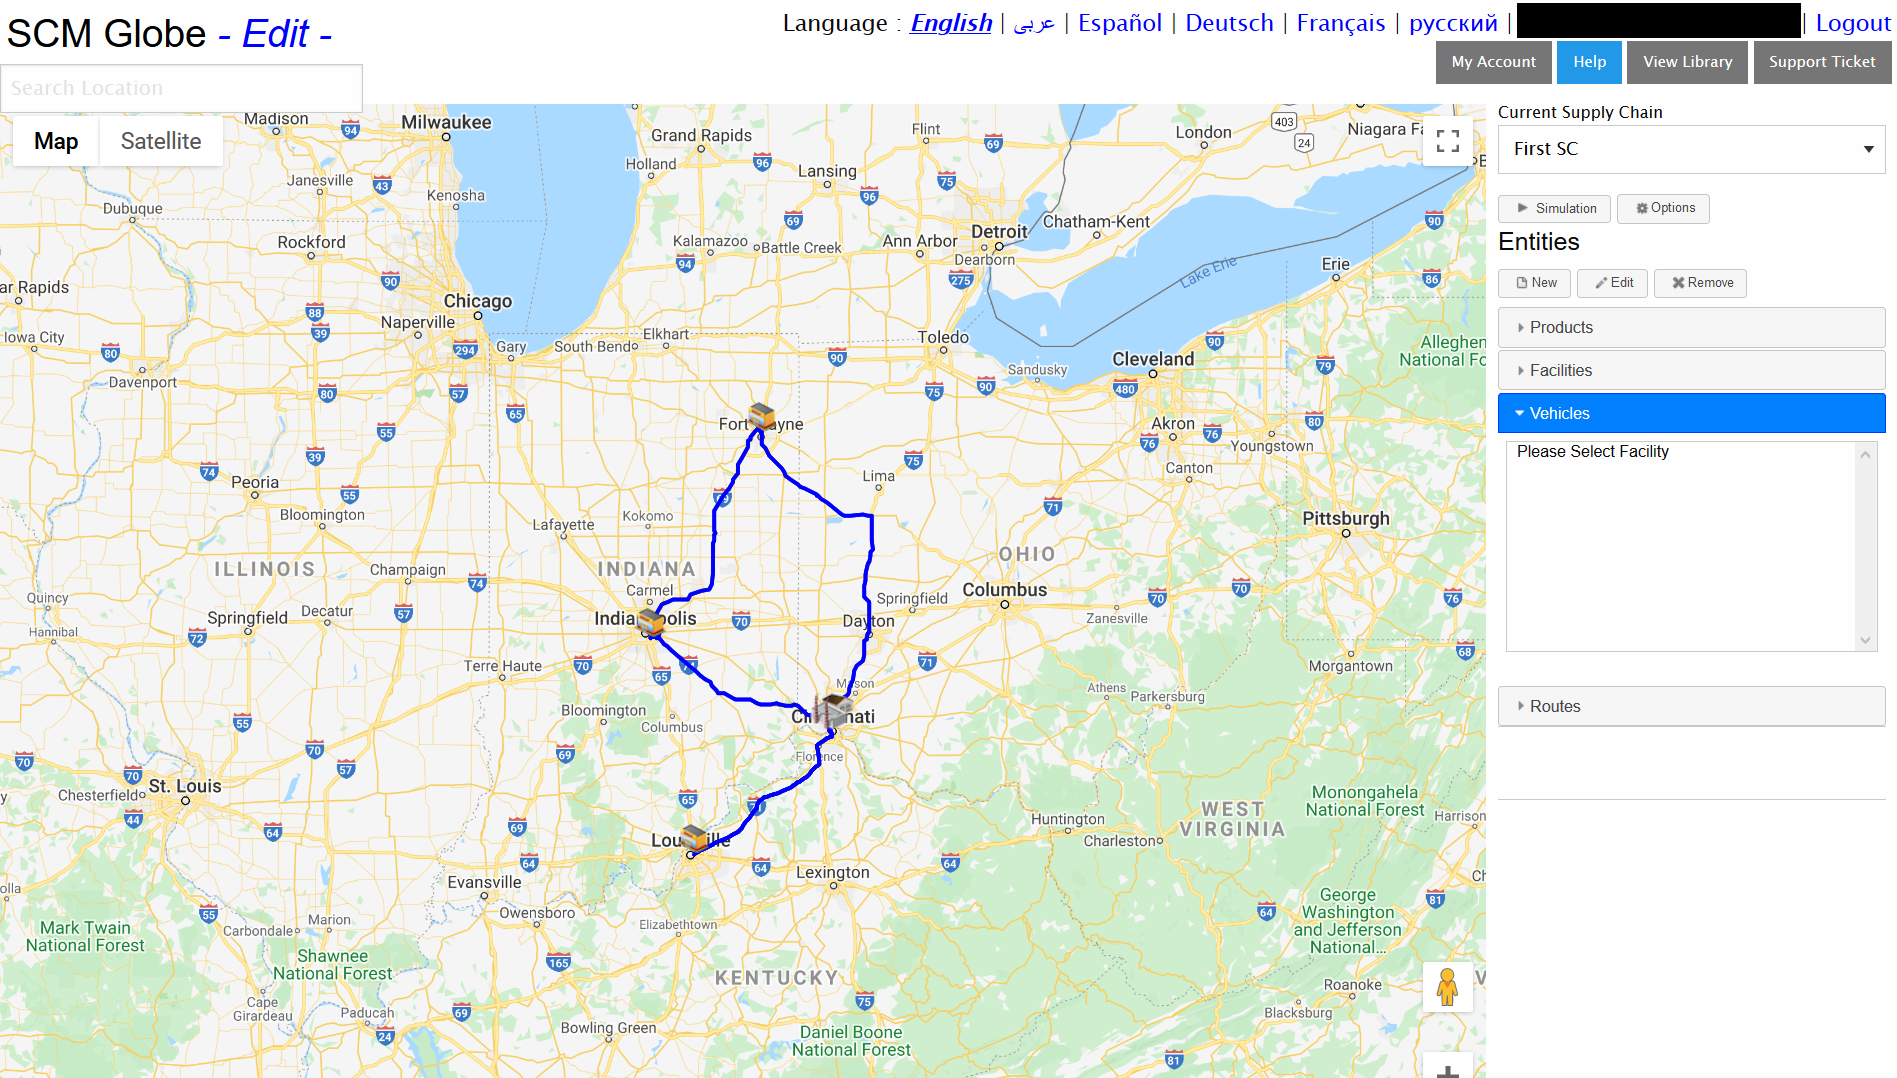 SCM Globe - Edit -
Language : English | عربى | Español | Deutsch | Français | русский | | Logout
My Account
Help
View Library
Support Ticket
Search Location
Map
Satellite
Current Supply Chain
First SC
Simulation
Options
Entities
New
Edit
Remove
Products
Facilities
Vehicles
Please Select Facility
Routes
Madison
Milwaukee
Janesville
Kenosha
Dubuque
Rockford
ar Rapids
Chicago
Naperville
Iowa City
Gary
Davenport
Grand Rapids
Holland
Lansing
Flint
London
Niagara Fa
Kalamazoo
Battle Creek
Ann Arbor
Detroit
Dearborn
Chatham-Kent
Lake Erie
Erie
South Bend
Elkhart
Toledo
Sandusky
Cleveland
Alleghen
National Fo
Akron
Youngstown
Canton
Lima
Pittsburgh
Peoria
Bloomington
Lafayette
Kokomo
OHIO
ILLINOIS
Champaign
INDIANA
Carmel
Columbus
Quincy
Springfield
Decatur
Hannibal
Springfield
Zanesville
Dayton
Terre Haute
Morgantown
Mason
Athens
Parkersburg
Bloomington
Columbus
Florence
St. Louis
Chesterfield
WEST
VIRGINIA
Monongahela
National Forest
Harrison
Huntington
Charleston
Lexington
Evansville
Owensboro
Elizabethtown
olla
Marion
Carbondale
Mark Twain
National Forest
Shawnee
National Forest
George
Washington
and Jefferson
National...
KENTUCKY
Roanoke
Blacksburg
Cape
Girardeau
Paducah
Bowling Green
Daniel Boone
National Forest